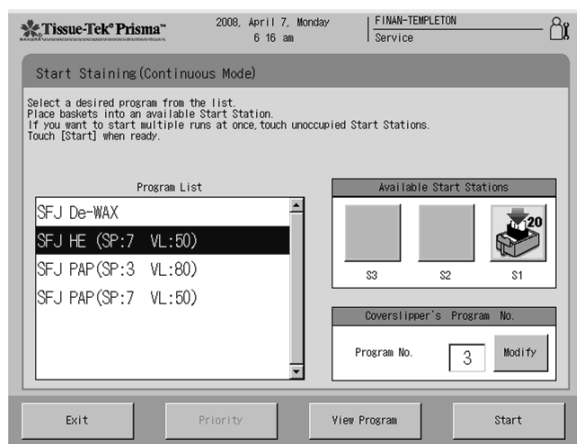 Tissue-Tek® Prisma™
2008, April 7, Monday
6 16 am
FINAN-TEMPLETON
Service
Start Staining(Continuous Mode)
Select a desired program from the list.
Place baskets into an available Start Station.
If you want to start multiple runs at once,touch unoccupied Start Stations.
Touch [Start] when ready.
Program List
SFJ De-WAX
SFJ HE (SP:7 VL:50)
SFJ PAP(SP:3 VL:80)
SFJ PAP(SP:7 VL:50)
Available Start Stations
20
S3 S2 S1
Coverslipper's Program No.
Program No. 3 Modify
Exit Priority View Program Start